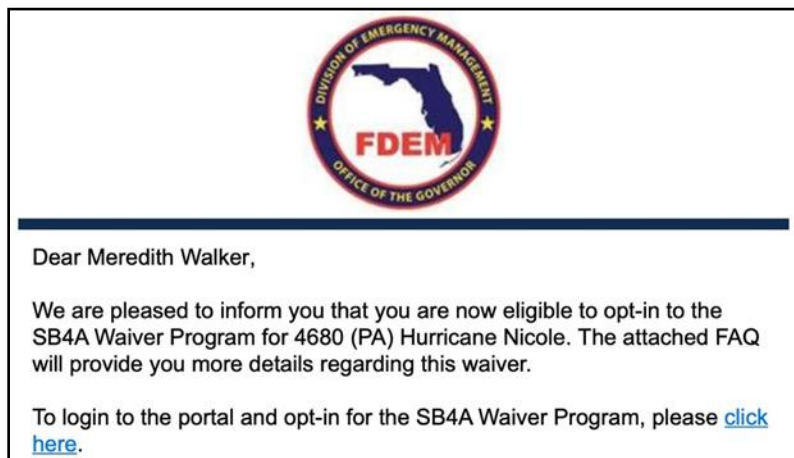 DIVISION OF EMERGENCY MANAGEMENT
FDEM
OFFICE OF THE GOVERNOR
Dear Meredith Walker,
We are pleased to inform you that you are now eligible to opt-in to the
SB4A Waiver Program for 4680 (PA) Hurricane Nicole. The attached FAQ
will provide you more details regarding this waiver.
To login to the portal and opt-in for the SB4A Waiver Program, please click
here.